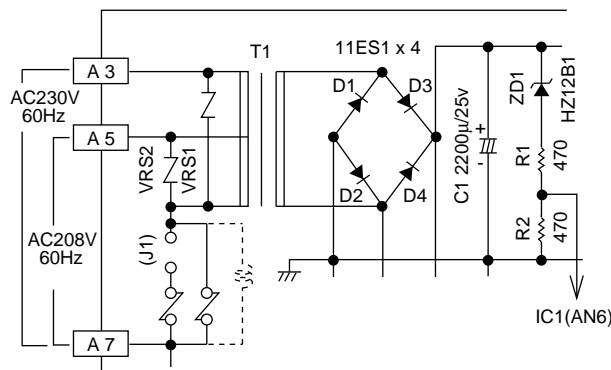 T1
11ES1 x 4
A 3
AC230V
60Hz
A 5
VRS2
VRS1
D1
D3
D2
D4
C1 2200µ/25v
+
-
ZD1
HZ12B1
R1
470
R2
470
AC208V
60Hz
(J1)
A 7
IC1(AN6)